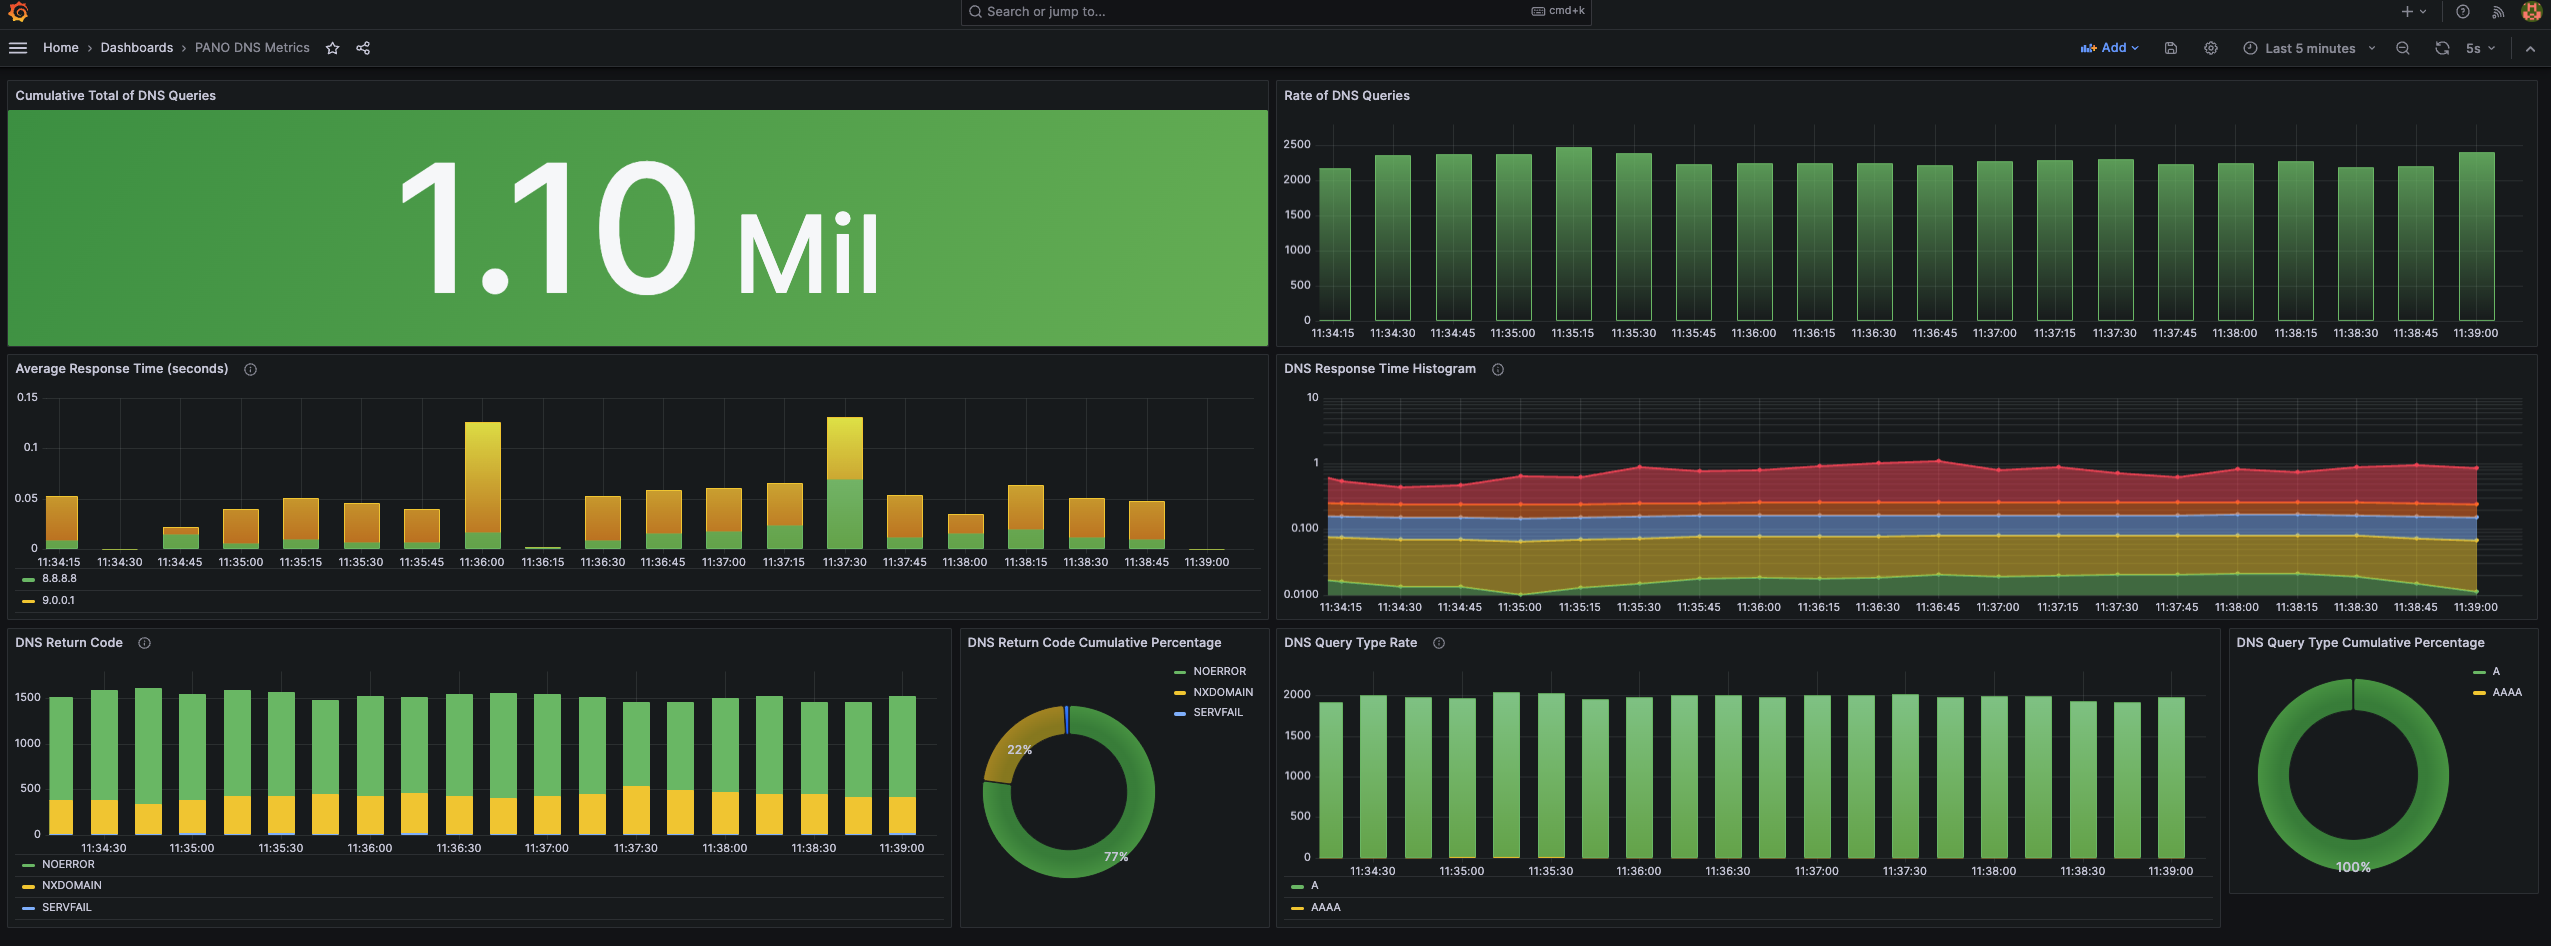 Search or jump to...
cmd+k
Home › Dashboards › PANO DNS Metrics
Add
Last 5 minutes
5s
Cumulative Total of DNS Queries
1.10 Mil
Rate of DNS Queries
2500
2000
1500
1000
500
0
11:34:15 11:34:30 11:34:45 11:35:00 11:35:15 11:35:30 11:35:45 11:36:00 11:36:15 11:36:30 11:36:45 11:37:00 11:37:15 11:37:30 11:37:45 11:38:00 11:38:15 11:38:30 11:38:45 11:39:00
Average Response Time (seconds)
0.15
0.1
0.05
0
11:34:15 11:34:30 11:34:45 11:35:00 11:35:15 11:35:30 11:35:45 11:36:00 11:36:15 11:36:30 11:36:45 11:37:00 11:37:15 11:37:30 11:37:45 11:38:00 11:38:15 11:38:30 11:38:45 11:39:00
8.8.8.8
9.0.0.1
DNS Response Time Histogram
10
1
0.100
0.0100
11:34:15 11:34:30 11:34:45 11:35:00 11:35:15 11:35:30 11:35:45 11:36:00 11:36:15 11:36:30 11:36:45 11:37:00 11:37:15 11:37:30 11:37:45 11:38:00 11:38:15 11:38:30 11:38:45 11:39:00
DNS Return Code
1500
1000
500
0
11:34:30 11:35:00 11:35:30 11:36:00 11:36:30 11:37:00 11:37:30 11:38:00 11:38:30 11:39:00
NOERROR
NXDOMAIN
SERVFAIL
DNS Return Code Cumulative Percentage
NOERROR
NXDOMAIN
SERVFAIL
22%
77%
DNS Query Type Rate
2000
1500
1000
500
0
11:34:30 11:35:00 11:35:30 11:36:00 11:36:30 11:37:00 11:37:30 11:38:00 11:38:30 11:39:00
A
AAAA
DNS Query Type Cumulative Percentage
A
AAAA
100%